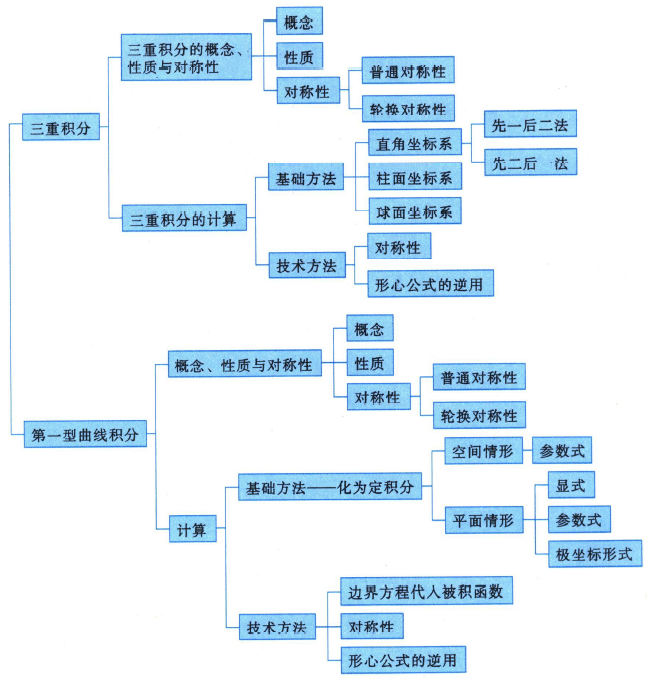 概念
三重积分的概念、
性质与对称性
性质
对称性
普通对称性
轮换对称性
三重积分
直角坐标系
先一后二法
先二后 法
基础方法
柱面坐标系
球面坐标系
三重积分的计算
技术方法
对称性
形心公式的逆用
概念
概念、性质与对称性
性质
对称性
普通对称性
轮换对称性
第一型曲线积分
空间情形
参数式
基础方法——化为定积分
显式
平面情形
参数式
极坐标形式
计算
边界方程代人被积函数
技术方法
对称性
形心公式的逆用